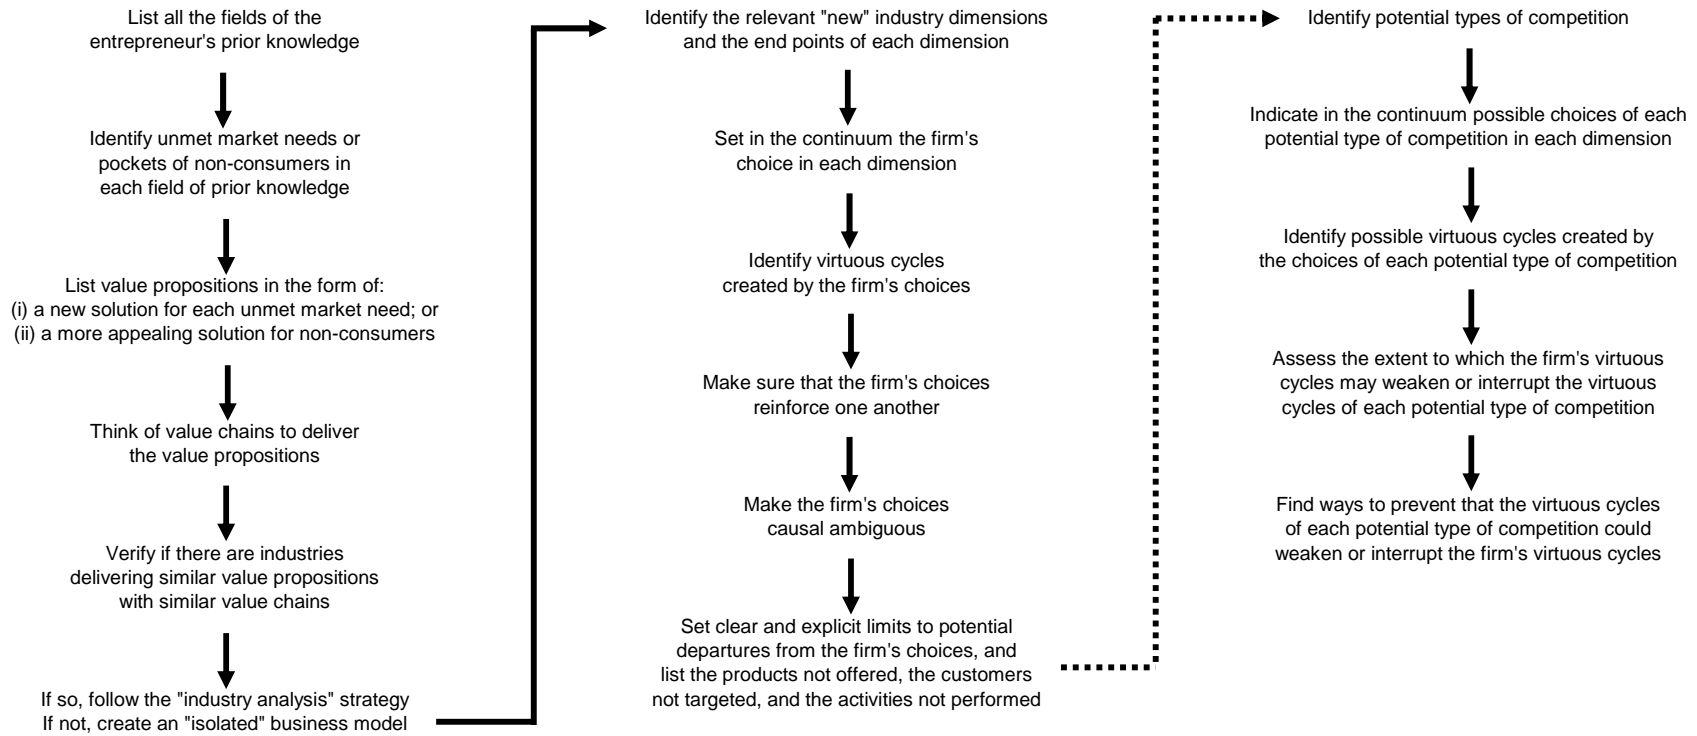 List all the fields of the
entrepreneur's prior knowledge
Identify unmet market needs or
pockets of non-consumers in
each field of prior knowledge
List value propositions in the form of:
(i) a new solution for each unmet market need; or
(ii) a more appealing solution for non-consumers
Think of value chains to deliver
the value propositions
Verify if there are industries
delivering similar value propositions
with similar value chains
If so, follow the "industry analysis" strategy
If not, create an "isolated" business model
Identify the relevant "new" industry dimensions
and the end points of each dimension
Set in the continuum the firm's
choice in each dimension
Identify virtuous cycles
created by the firm's choices
Make sure that the firm's choices
reinforce one another
Make the firm's choices
causal ambiguous
Set clear and explicit limits to potential
departures from the firm's choices, and
list the products not offered, the customers
not targeted, and the activities not performed
Identify potential types of competition
Indicate in the continuum possible choices of each
potential type of competition in each dimension
Identify possible virtuous cycles created by
the choices of each potential type of competition
Assess the extent to which the firm's virtuous
cycles may weaken or interrupt the virtuous
cycles of each potential type of competition
Find ways to prevent that the virtuous cycles
of each potential type of competition could
weaken or interrupt the firm's virtuous cycles